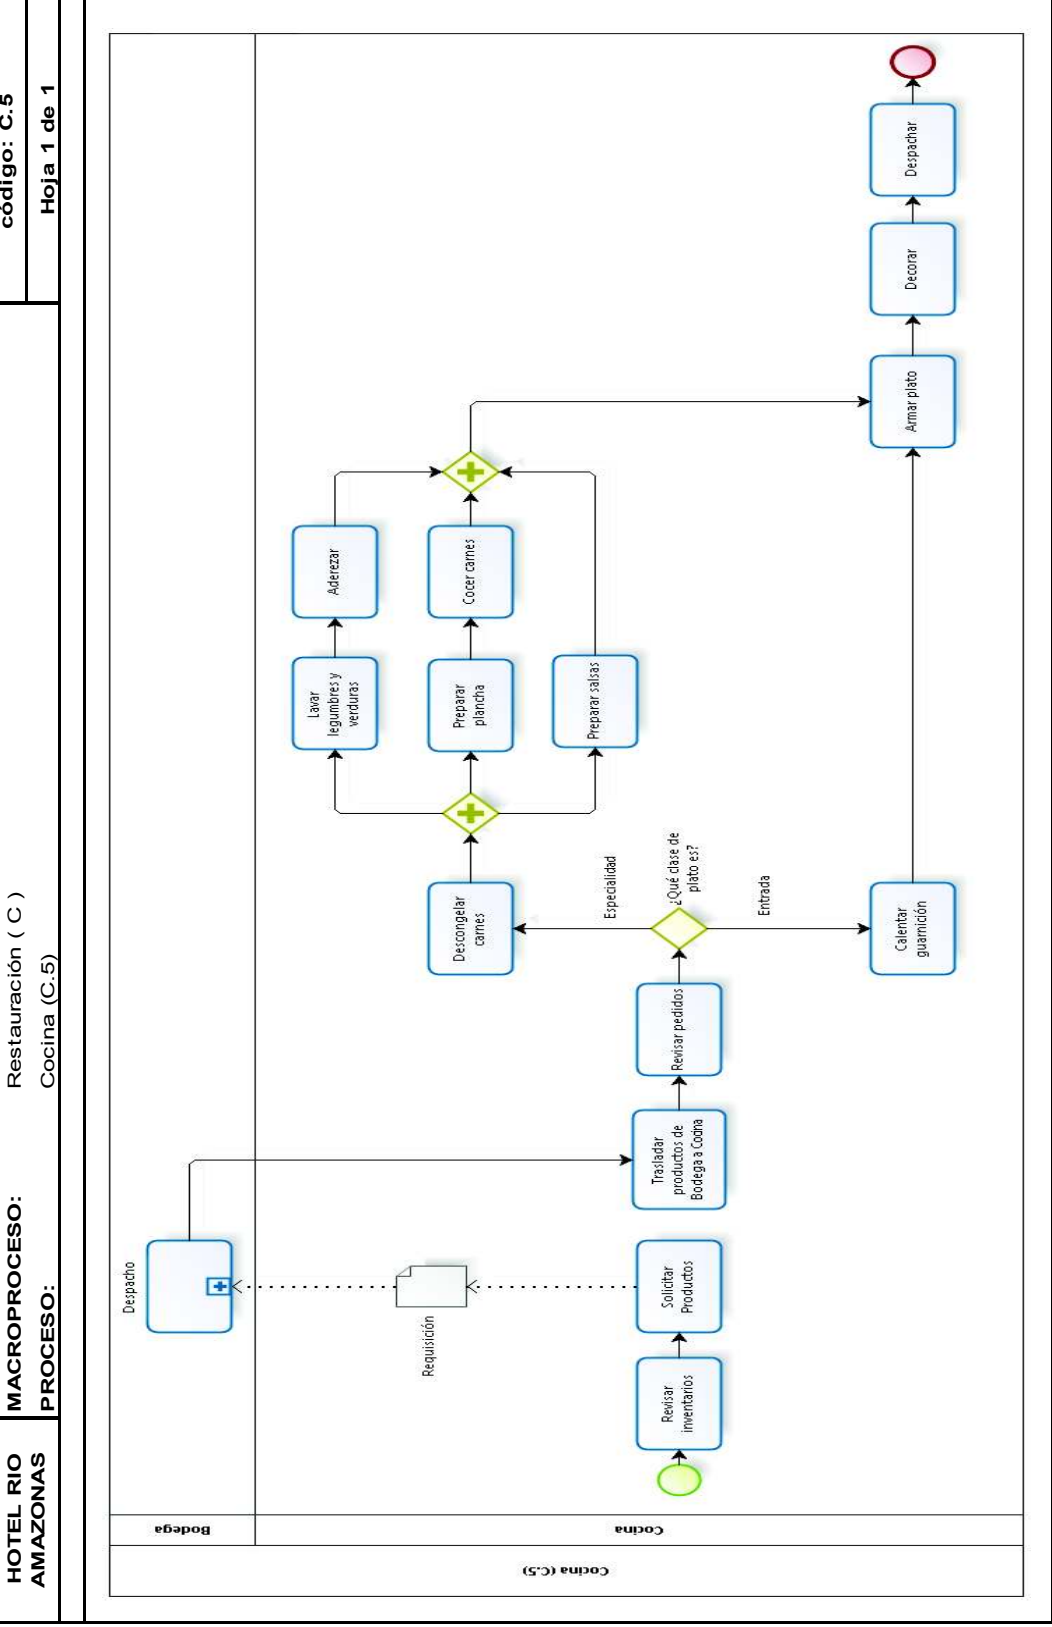 HOTEL RIO
AMAZONAS
MACROPROCESO:
Restauración ( C )
código: C.5
PROCESO:
Cocina (C.5)
Hoja 1 de 1
Cocina (C.5)
Bodega
Cocina
Despacho
Requisición
Revisar
inventarios
Solicitar
Productos
Trasladar
productos de
Bodega a Cocina
Revisar pedidos
¿Qué clase de
plato es?
Especialidad
Entrada
Descongelar
carnes
Calentar
guarnición
Lavar
legumbres y
verduras
Aderezar
Preparar
plancha
Cocer carnes
Preparar salsas
Armar plato
Decorar
Despachar